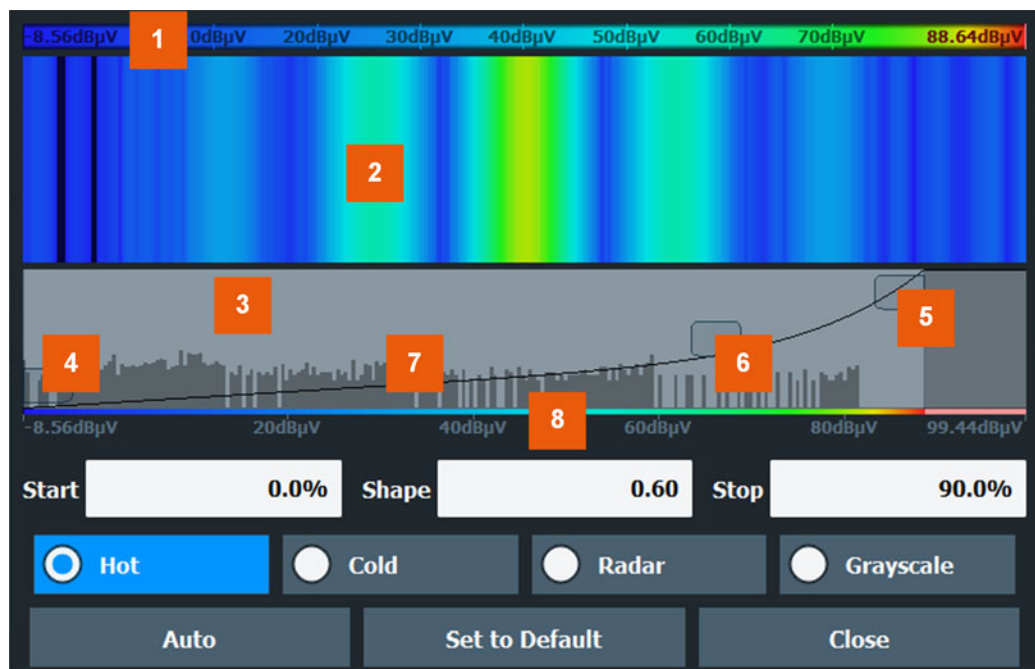 -8.56dBµV 1 0dBµV 20dBµV 30dBµV 40dBµV 50dBµV 60dBµV 70dBµV 88.64dBµV
2
3
5
4 7 6
8
-8.56dBµV 20dBµV 40dBµV 60dBµV 80dBµV 99.44dBµV
Start 0.0% Shape 0.60 Stop 90.0%
Hot Cold Radar Grayscale
Auto Set to Default Close